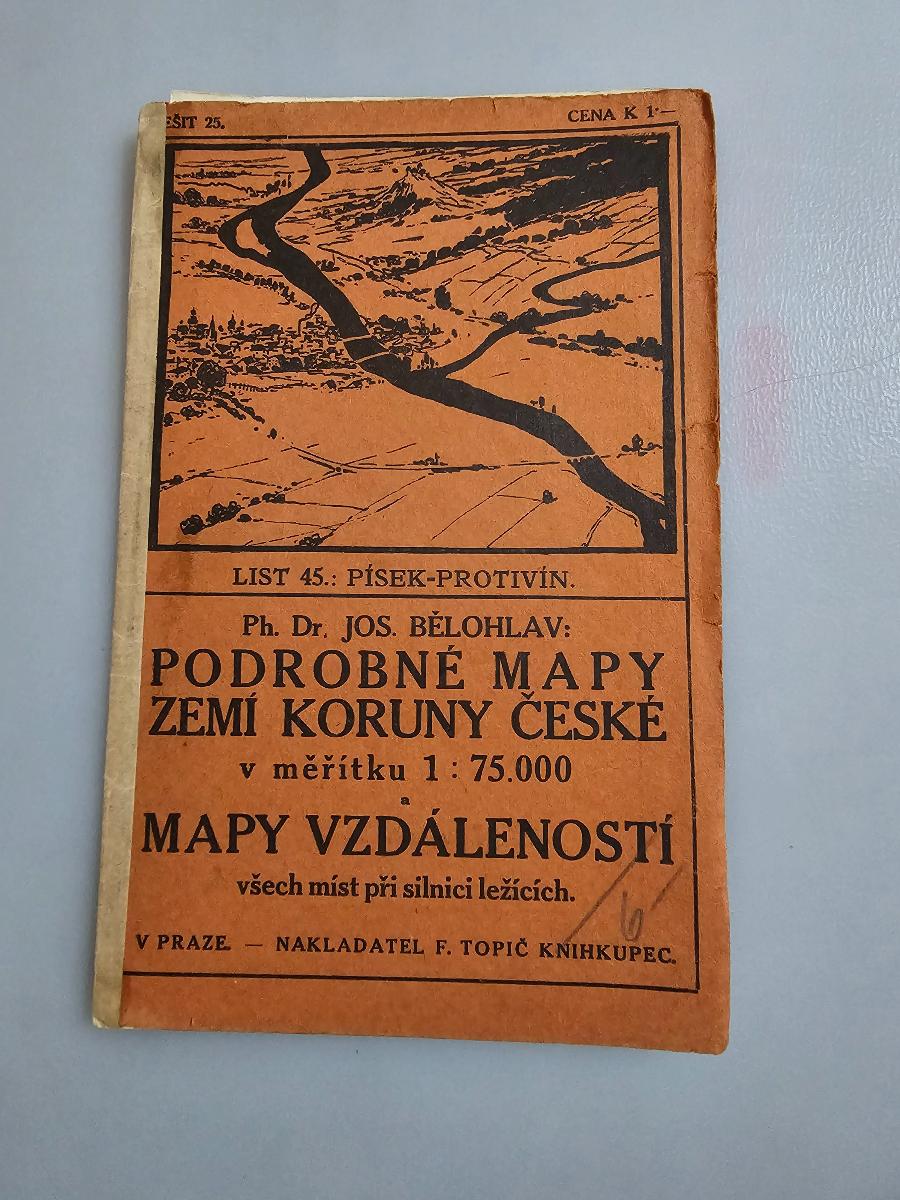 EŠIT 25.
CENA K 1·—
LIST 45.: PÍSEK-PROTIVÍN.
Ph. Dr. JOS. BĚLOHLAV:
PODROBNÉ MAPY
ZEMÍ KORUNY ČESKÉ
v měřítku 1 : 75.000
a
MAPY VZDÁLENOSTÍ
všech míst při silnici ležících.
6
V PRAZE. — NAKLADATEL F. TOPIČ KNIHKUPEC.